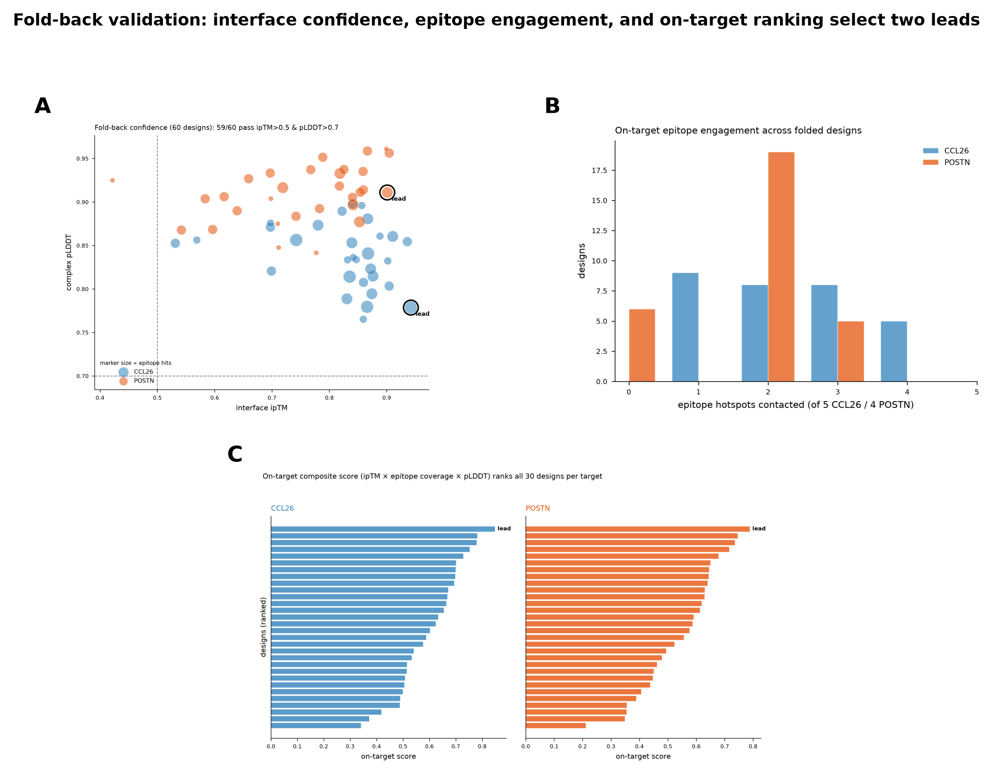 Fold-back validation: interface confidence, epitope engagement, and on-target ranking select two leads
A
Fold-back confidence (60 designs): 59/60 pass ipTM>0.5 & pLDDT>0.7
complex pLDDT
0.95
0.90
0.85
0.80
0.75
0.70
lead
lead
marker size ∝ epitope hits
CCL26
POSTN
0.4
0.5
0.6
0.7
0.8
0.9
interface ipTM
B
On-target epitope engagement across folded designs
CCL26
POSTN
designs
17.5
15.0
12.5
10.0
7.5
5.0
2.5
0.0
0
1
2
3
4
5
epitope hotspots contacted (of 5 CCL26 / 4 POSTN)
C
On-target composite score (ipTM × epitope coverage × pLDDT) ranks all 30 designs per target
CCL26
lead
designs (ranked)
0.0
0.1
0.2
0.3
0.4
0.5
0.6
0.7
0.8
on-target score
POSTN
lead
0.0
0.1
0.2
0.3
0.4
0.5
0.6
0.7
0.8
on-target score